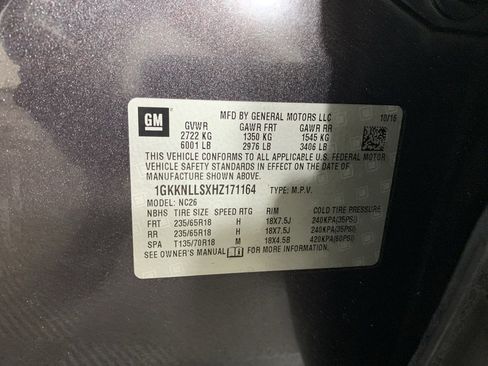 GM
MFD BY GENERAL MOTORS LLC 10/16
GVWR GAWR FRT GAWR RR
2722 KG 1350 KG 1545 KG
6001 LB 2976 LB 3406 LB
THIS VEHICLE CONFORMS TO ALL APPLICABLE U.S. FEDERAL MOTOR
VEHICLE SAFETY STANDARDS IN EFFECT ON THE DATE OF
MANUFACTURE SHOWN ABOVE.
1GKKNLLSXHZ171164 TYPE: M.P.V.
MODEL: NC26
NBHS TIRE SIZE SPEED RTG RIM COLD TIRE PRESSURE
FRT 235/65R18 H 18X7.5J 240KPA(35PSI)
RR 235/65R18 H 18X7.5J 240KPA(35PSI)
SPA T135/70R18 M 18X4.5B 420KPA(60PSI)
SEE OWNER'S MANUAL FOR MORE INFORMATION.